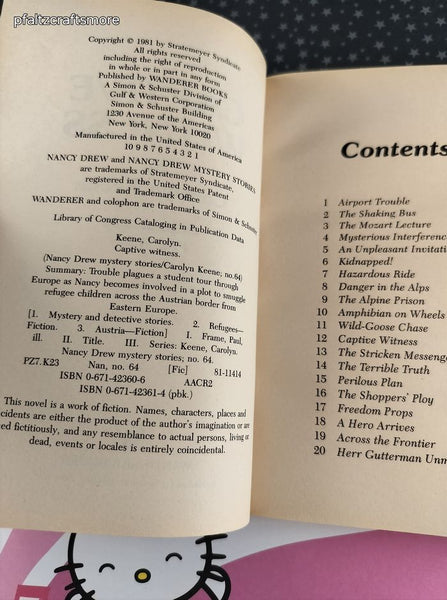 pfaltzcraftsmore
Copyright © 1981 by Stratemeyer Syndicate
All rights reserved
including the right of reproduction
in whole or in part in any form
Published by WANDERER BOOKS
A Simon & Schuster Division of
Gulf & Western Corporation
Simon & Schuster Building
1230 Avenue of the Americas
New York, New York 10020
Manufactured in the United States of America
10 9 8 7 6 5 4 3 2 1
NANCY DREW and NANCY DREW MYSTERY STORIES
are trademarks of Stratemeyer Syndicate,
registered in the United States Patent
and Trademark Office
WANDERER and colophon are trademarks of Simon & Schuster
Library of Congress Cataloging in Publication Data
Keene, Carolyn.
Captive witness.
(Nancy Drew mystery stories/Carolyn Keene; no. 64)
Summary: Trouble plagues a student tour through
Europe as Nancy becomes involved in a plot to smuggle
refugee children across the Austrian border from
Eastern Europe.
[1. Mystery and detective stories. 2. Refugees—
Fiction. 3. Austria—Fiction] I. Frame, Paul,
ill. II. Title. III. Series: Keene, Carolyn.
Nancy Drew mystery stories; no. 64.
PZ7.K23 Nan, no. 64 [Fic] 81-11414
ISBN 0-671-42360-6 AACR2
ISBN 0-671-42361-4 (pbk.)
This novel is a work of fiction. Names, characters, places and
cidents are either the product of the author's imagination or are
ed fictitiously, and any resemblance to actual persons, living or
dead, events or locales is entirely coincidental.
Contents
1 Airport Trouble
2 The Shaking Bus
3 The Mozart Lecture
4 Mysterious Interference
5 An Unpleasant Invitati
6 Kidnapped!
7 Hazardous Ride
8 Danger in the Alps
9 The Alpine Prison
10 Amphibian on Wheels
11 Wild-Goose Chase
12 Captive Witness
13 The Stricken Messenge
14 The Terrible Truth
15 Perilous Plan
16 The Shoppers' Ploy
17 Freedom Props
18 A Hero Arrives
19 Across the Frontier
20 Herr Gutterman Unm